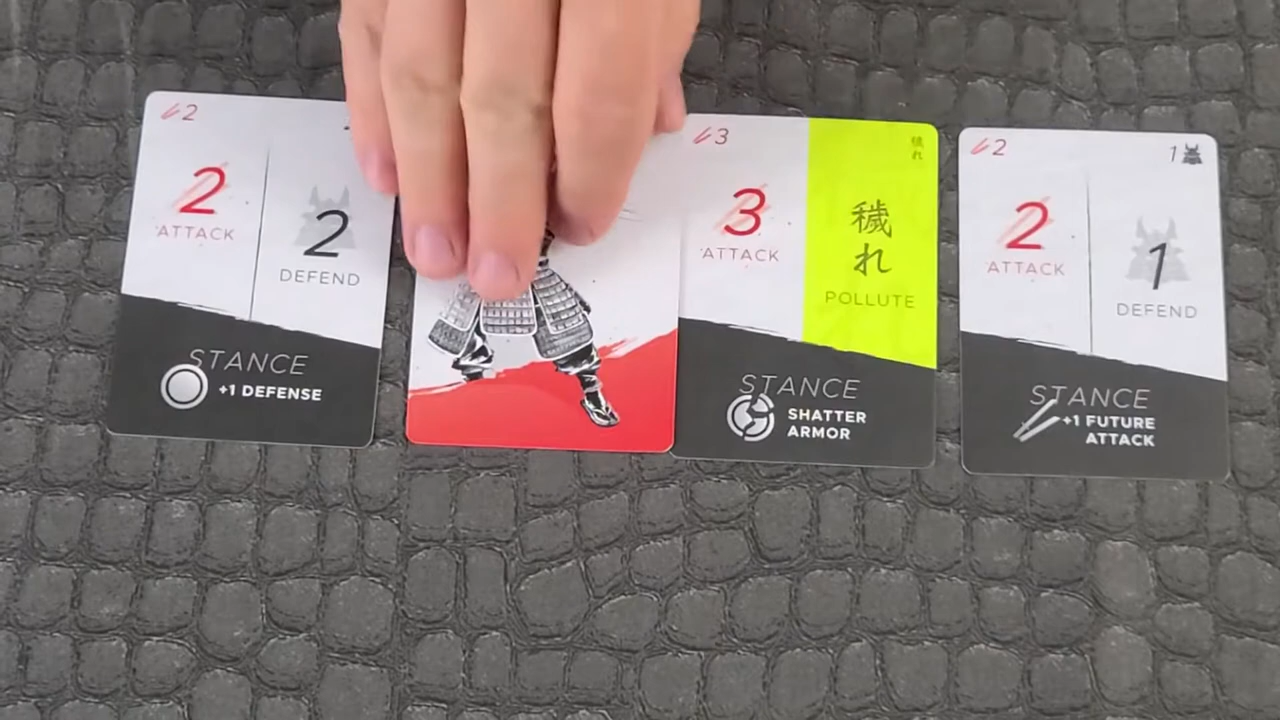 2
2
ATTACK
2
DEFEND
STANCE
+1 DEFENSE
3
3
ATTACK
穢れ
穢
れ
POLLUTE
STANCE
SHATTER
ARMOR
2
1
2
ATTACK
1
DEFEND
STANCE
+1 FUTURE
ATTACK